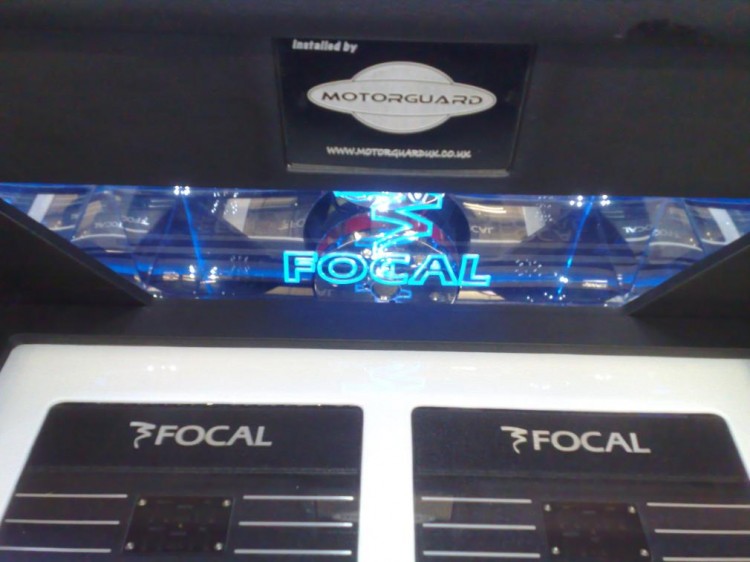 Installed by
MOTORGUARD
WWW.MOTORGUARDUK.CO.UK
FOCAL
FOCAL
FOCAL